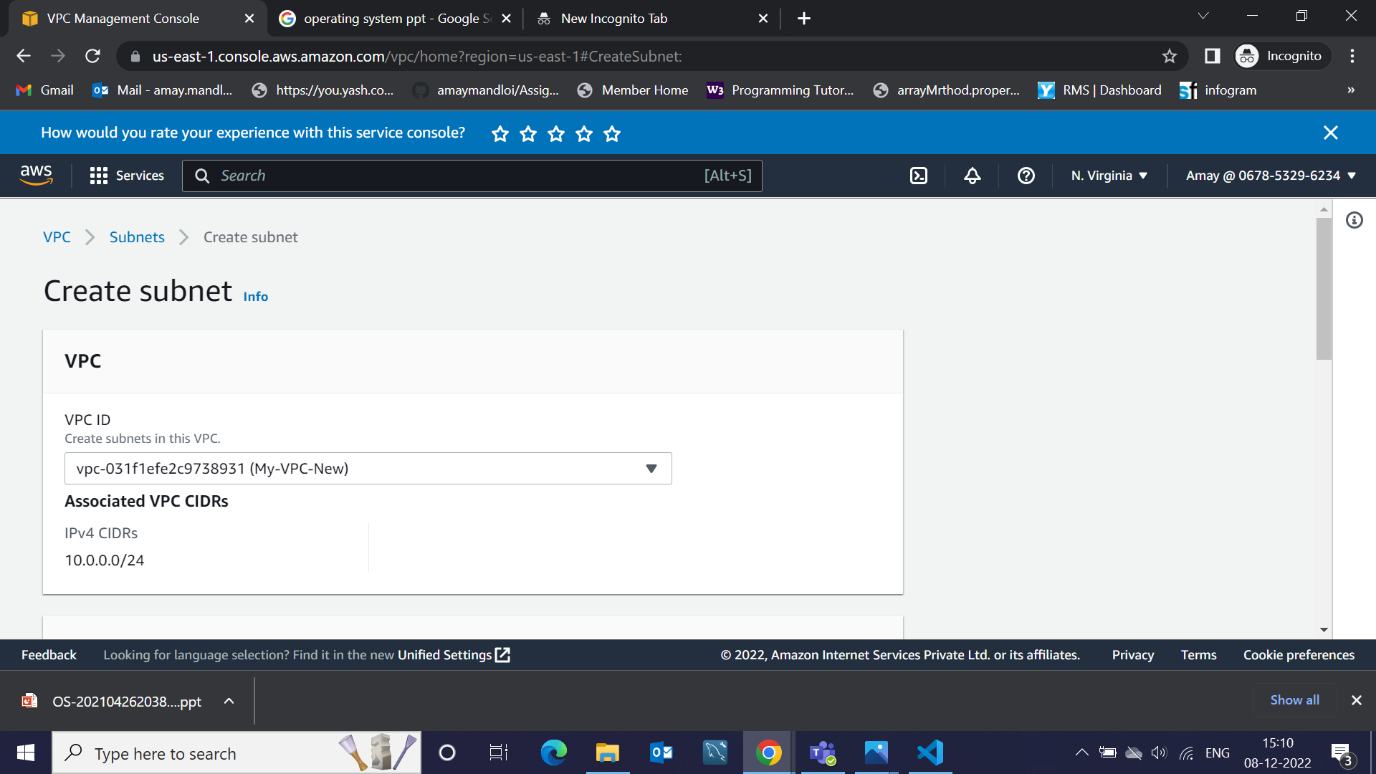 VPC Management Console
operating system ppt - Google Se
New Incognito Tab
us-east-1.console.aws.amazon.com/vpc/home?region=us-east-1#CreateSubnet:
Incognito
Gmail
Mail - amay.mandl...
https://you.yash.co...
amaymandloi/Assig...
Member Home
W3 Programming Tutor...
arrayMrthod.proper...
RMS | Dashboard
infogram
»
How would you rate your experience with this service console?
aws
Services
Search
[Alt+S]
N. Virginia
Amay @ 0678-5329-6234
VPC
Subnets
Create subnet
Create subnet Info
VPC
VPC ID
Create subnets in this VPC.
vpc-031f1efe2c9738931 (My-VPC-New)
Associated VPC CIDRs
IPv4 CIDRs
10.0.0.0/24
Feedback
Looking for language selection? Find it in the new Unified Settings
© 2022, Amazon Internet Services Private Ltd. or its affiliates.
Privacy
Terms
Cookie preferences
OS-202104262038....ppt
Show all
Type here to search
ENG
15:10
08-12-2022
3